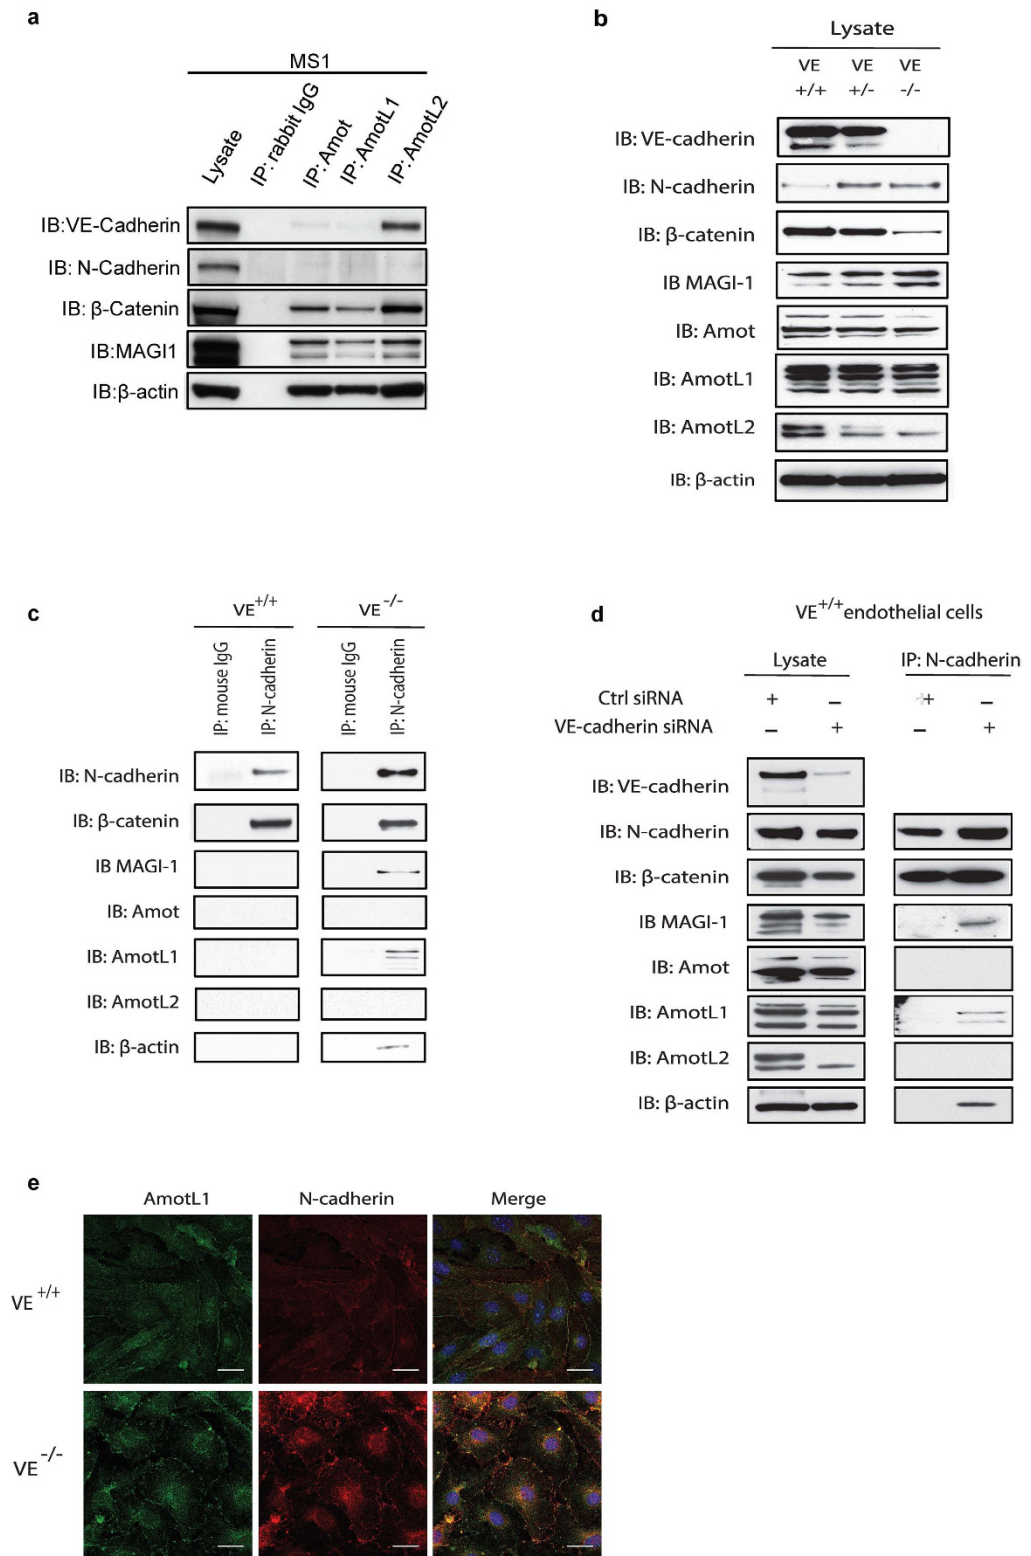 a
MS1
Lysate
IP: rabbit IgG
IP: Amot
IP: AmotL1
IP: AmotL2
IB:VE-Cadherin
IB: N-Cadherin
IB: β-Catenin
IB:MAGI1
IB:β-actin
b
Lysate
VE VE VE
+/+ +/- -/-
IB: VE-cadherin
IB: N-cadherin
IB: β-catenin
IB MAGI-1
IB: Amot
IB: AmotL1
IB: AmotL2
IB: β-actin
c
VE+/+ VE-/-
IP: mouse IgG
IP: N-cadherin
IP: mouse IgG
IP: N-cadherin
IB: N-cadherin
IB: β-catenin
IB MAGI-1
IB: Amot
IB: AmotL1
IB: AmotL2
IB: β-actin
d
VE+/+ endothelial cells
Lysate IP: N-cadherin
Ctrl siRNA + – + –
VE-cadherin siRNA – + – +
IB: VE-cadherin
IB: N-cadherin
IB: β-catenin
IB MAGI-1
IB: Amot
IB: AmotL1
IB: AmotL2
IB: β-actin
e
AmotL1 N-cadherin Merge
VE +/+
VE -/-